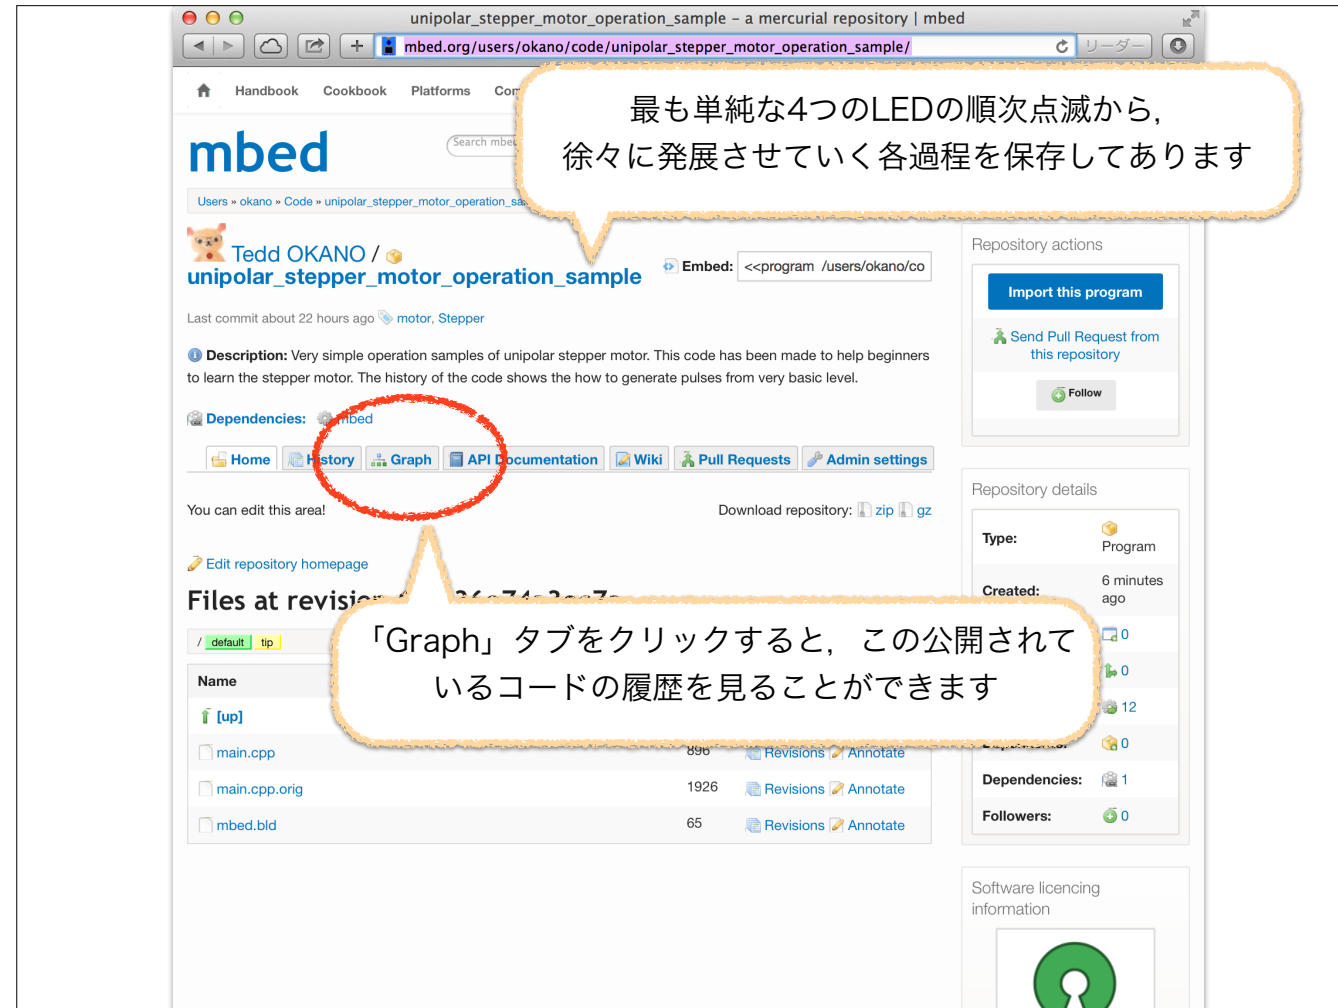 unipolar_stepper_motor_operation_sample – a mercurial repository | mbed
mbed.org/users/okano/code/unipolar_stepper_motor_operation_sample/
リーダー
Handbook Cookbook Platforms
最も単純な4つのLEDの順次点滅から,
徐々に発展させていく各過程を保存してあります
mbed
Search
Users » okano » Code »
Tedd OKANO /
unipolar_stepper_motor_operation_sample
Embed: <<program /users/okano/co
Last commit about 22 hours ago motor, Stepper
Description: Very simple operation samples of unipolar stepper motor. This code has been made to help beginners
to learn the stepper motor. The history of the code shows the how to generate pulses from very basic level.
Dependencies: mbed
Home History Graph API Documentation Wiki Pull Requests Admin settings
You can edit this area!
Download repository: zip gz
Edit repository homepage
Files at revision
「Graph」タブをクリックすると, この公開されて
いるコードの履歴を見ることができます
/ default tip
Name
[up]
main.cpp 896 Revisions Annotate
main.cpp.orig 1926 Revisions Annotate
mbed.bld 65 Revisions Annotate
Repository actions
Import this program
Send Pull Request from
this repository
Follow
Repository details
Type: Program
Created: 6 minutes
ago
0
0
12
0
Dependencies: 1
Followers: 0
Software licencing
information